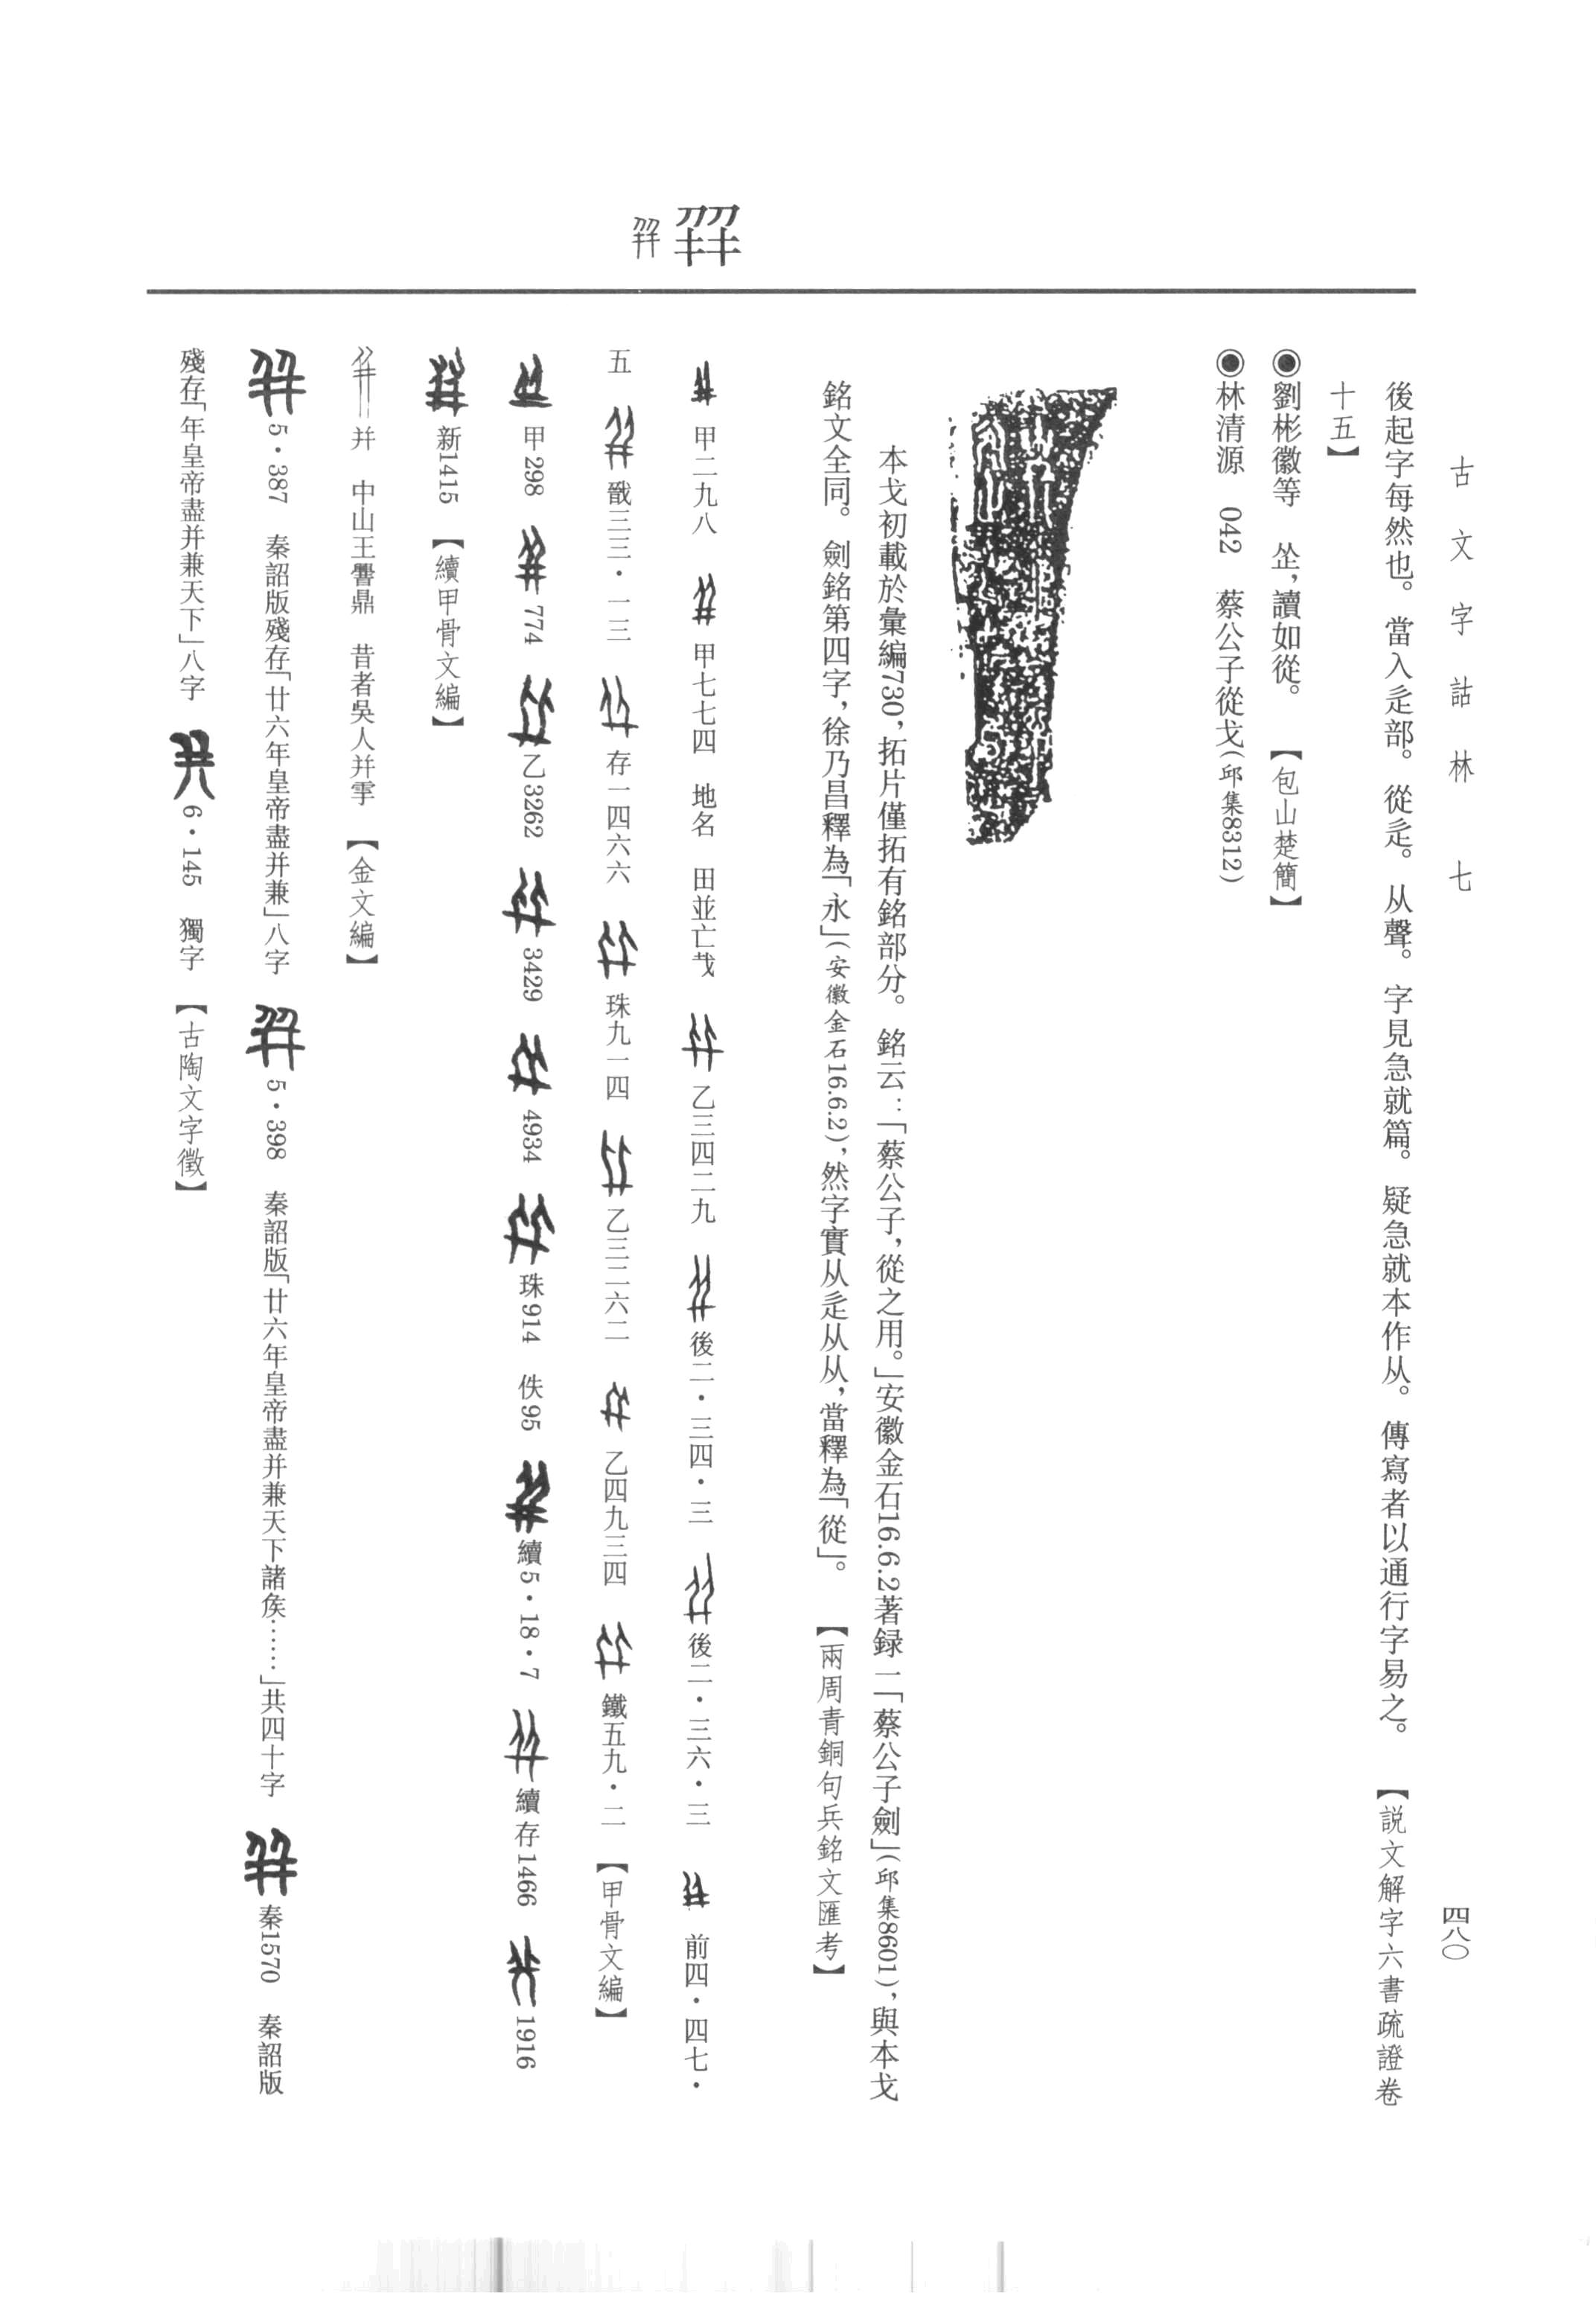 古文字詁林 七
四八〇
後起字每然也。當入辵部。從辵。从聲。字見急就篇。疑急就本作从。傳寫者以通行字易之。【説文解字六書疏證卷
十五】
◉劉彬徽等 㣫，讀如從。【包山楚簡】
◉林清源 042 蔡公子從戈（邱集8312）
本戈初載於彙編730，拓片僅拓有銘部分。銘云：「蔡公子，從之用。」安徽金石16.6.2著録一「蔡公子劍」（邱集8601），與本戈
銘文全同。劍銘第四字，徐乃昌釋為「永」（安徽金石16.6.2），然字實从辵从从，當釋為「從」。【兩周青銅句兵銘文匯考】
幷
甲二九八 甲七七四 地名 田並亡𢦔 乙三四二九 後二·三四·三 後二·三六·三 前四·四七·
五 戩三三·一三 存一四六六 珠九一四 乙三二六二 乙四九三四 鐵五九·二【甲骨文編】
甲298 774 乙3262 3429 4934 珠914 佚95 續5·18·7 續存1466 1916
新1415【續甲骨文編】
幷 中山王䰜鼎 昔者吳人幷雩【金文編】
5·387 秦詔版殘存「廿六年皇帝盡幷兼」八字 5·398 秦詔版「廿六年皇帝盡幷兼天下諸矦……」共四十字 秦1570 秦詔版
殘存「年皇帝盡幷兼天下」八字 6·145 獨字【古陶文字徵】